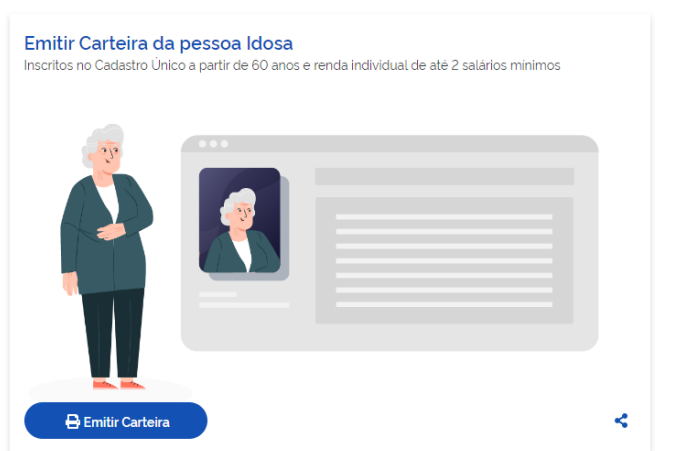 Emitir Carteira da pessoa Idosa
Inscritos no Cadastro Único a partir de 60 anos e renda individual de até 2 salários mínimos
Emitir Carteira